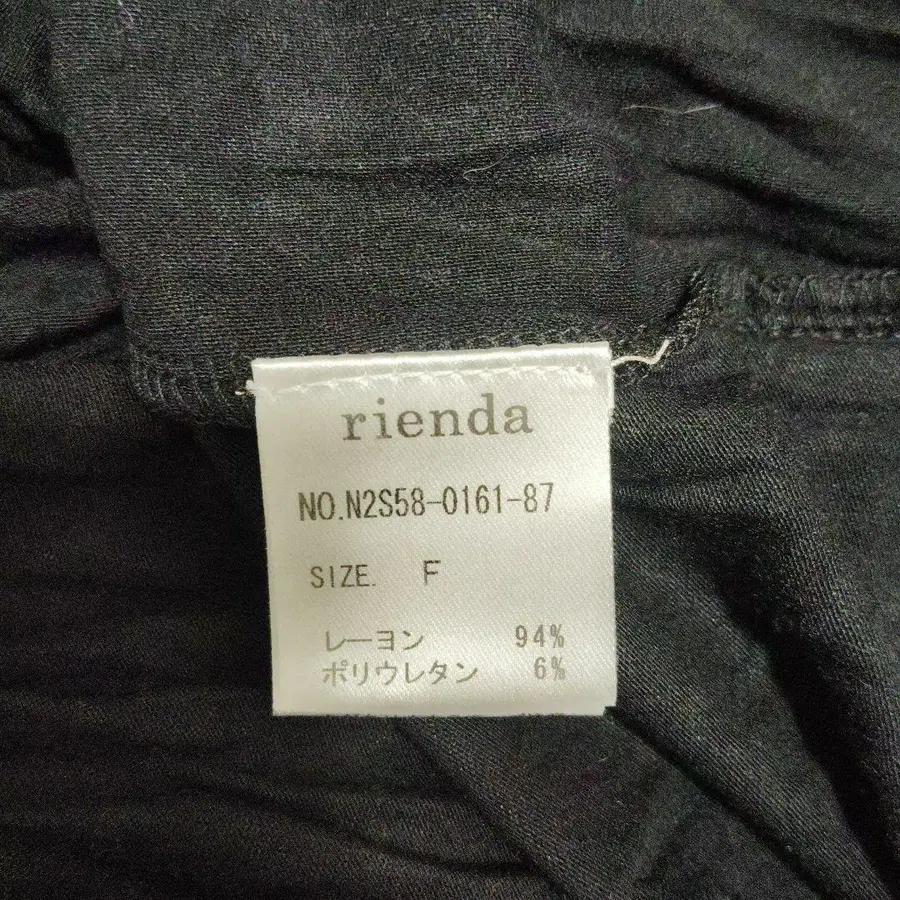 rienda
NO.N2S58-0161-87
SIZE. F
レーヨン 94%
ポリウレタン 6%